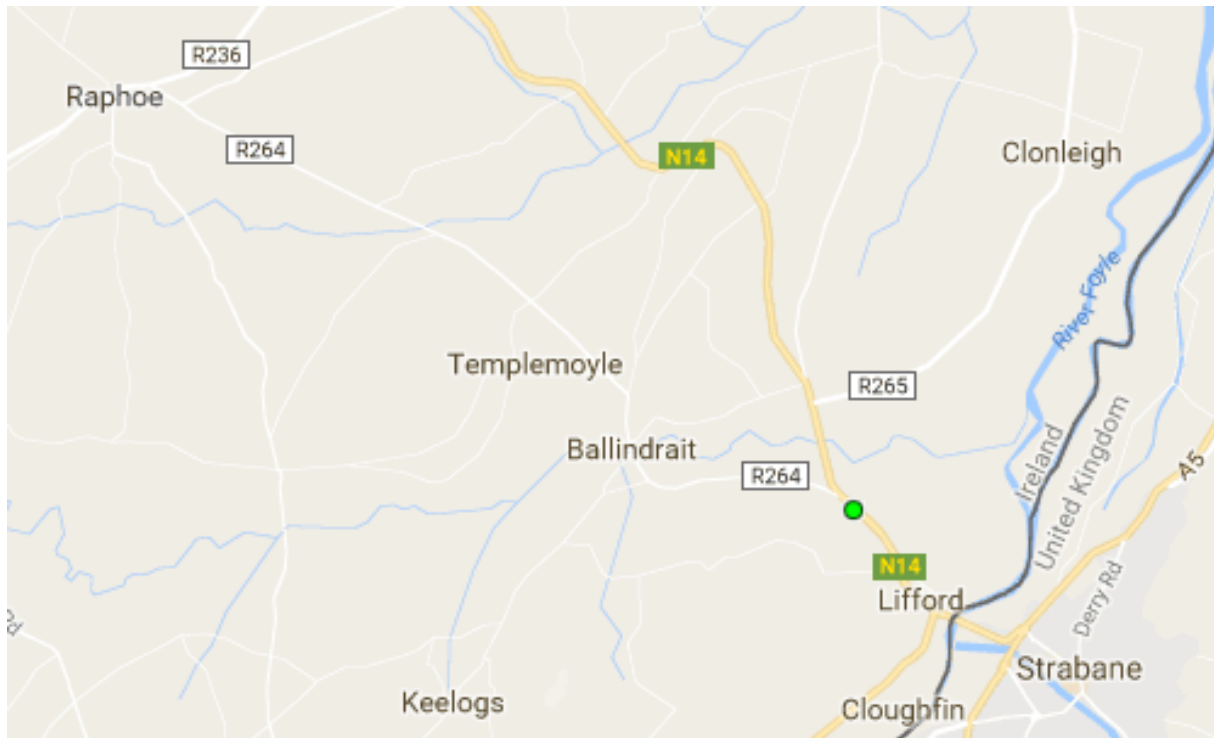 R236
Raphoe
R264
N14
Clonleigh
River Foyle
Templemoyle
R265
Ballindrait
R264
Ireland
United Kingdom
A5
N14
Lifford
Derry Rd
Strabane
Keelogs
Cloughfin